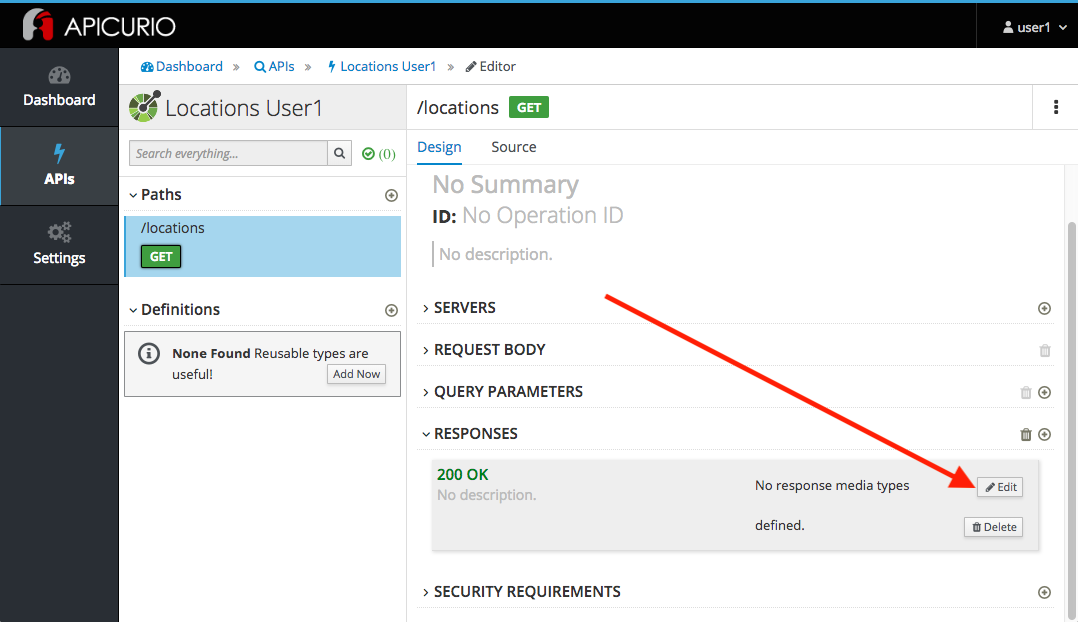 APICURIO
user1
Dashboard » APIs » Locations User1 » Editor
Dashboard
APIs
Settings
Locations User1
Search everything...
(0)
Paths
/locations
GET
Definitions
None Found Reusable types are
useful!
Add Now
/locations GET
Design Source
No Summary
ID: No Operation ID
No description.
SERVERS
REQUEST BODY
QUERY PARAMETERS
RESPONSES
200 OK
No description.
No response media types
defined.
Edit
Delete
SECURITY REQUIREMENTS